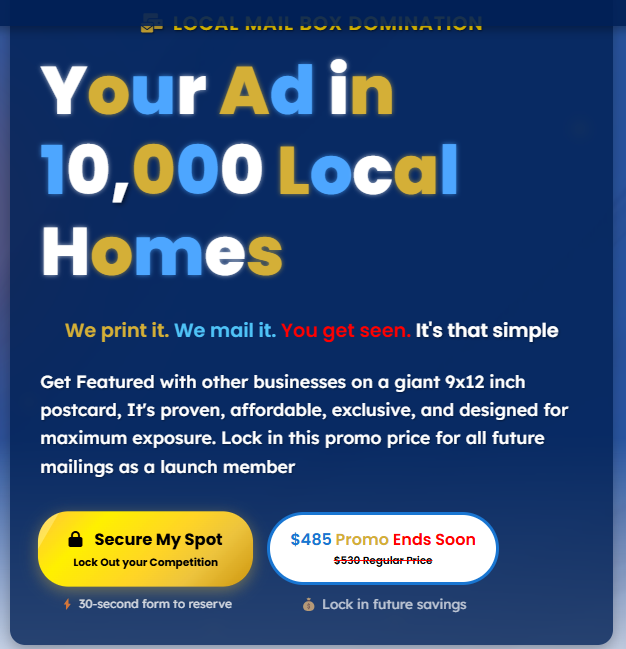 LOCAL MAIL BOX DOMINATION
Your Ad in
10,000 Local
Homes
We print it. We mail it. You get seen. It's that simple
Get Featured with other businesses on a giant 9x12 inch
postcard, It's proven, affordable, exclusive, and designed for
maximum exposure. Lock in this promo price for all future
mailings as a launch member
Secure My Spot
Lock Out your Competition
$485 Promo Ends Soon
$530 Regular Price
30-second form to reserve
Lock in future savings